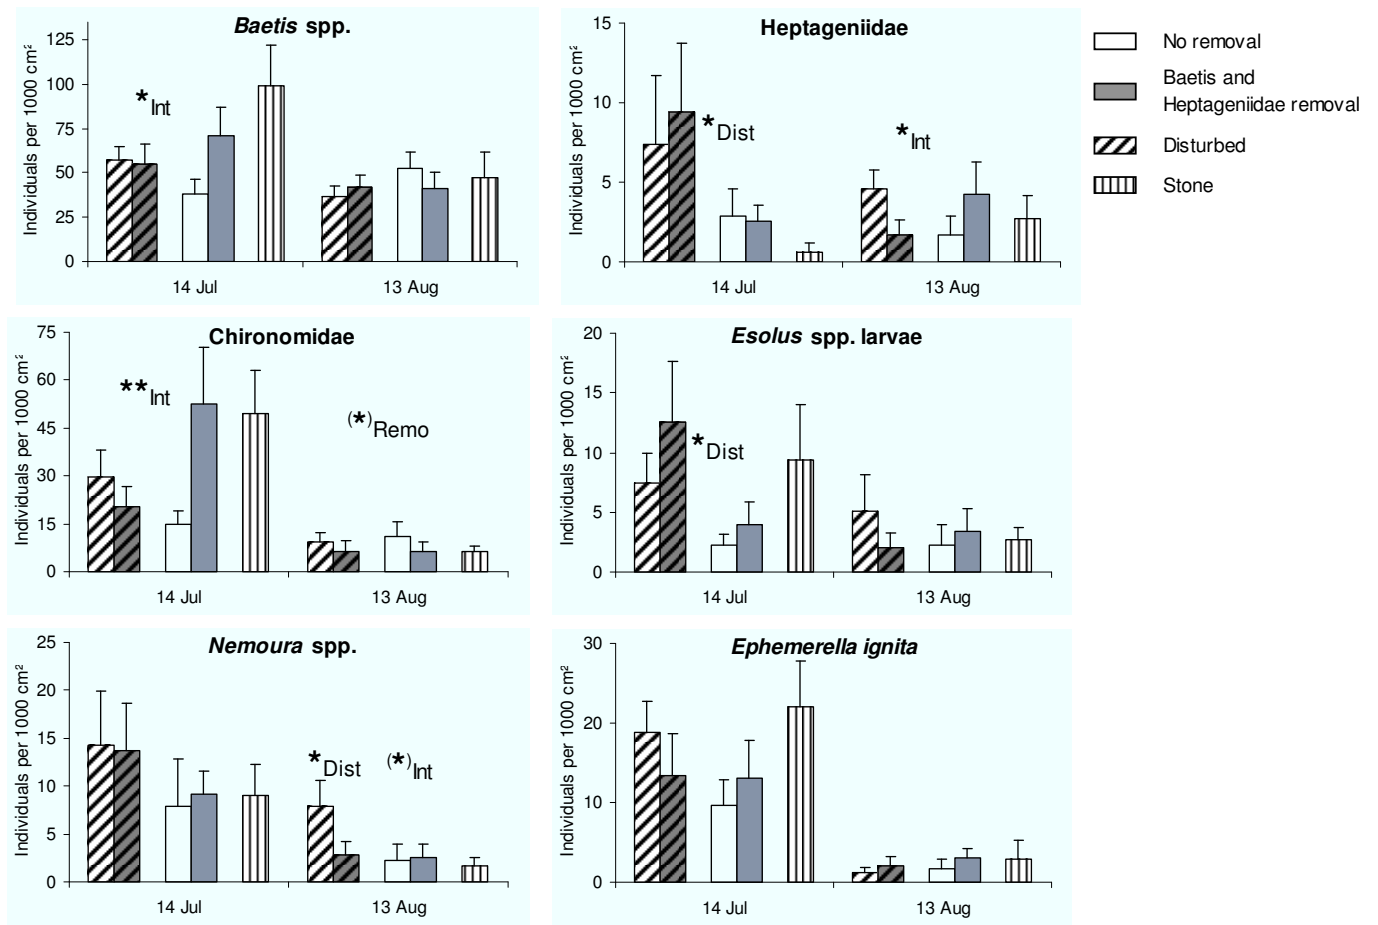 Baetis spp.
Individuals per 1000 cm²
125
100
75
50
25
0
*Int
14 Jul
13 Aug
Heptageniidae
Individuals per 1000 cm²
15
10
5
0
*Dist
*Int
14 Jul
13 Aug
No removal
Baetis and
Heptageniidae removal
Disturbed
Stone
Chironomidae
Individuals per 1000 cm²
75
60
45
30
15
0
**Int
(*)Remo
14 Jul
13 Aug
Esolus spp. larvae
Individuals per 1000 cm²
20
15
10
5
0
*Dist
14 Jul
13 Aug
Nemoura spp.
Individuals per 1000 cm²
25
20
15
10
5
0
*Dist
(*)Int
14 Jul
13 Aug
Ephemerella ignita
Individuals per 1000 cm²
30
20
10
0
14 Jul
13 Aug